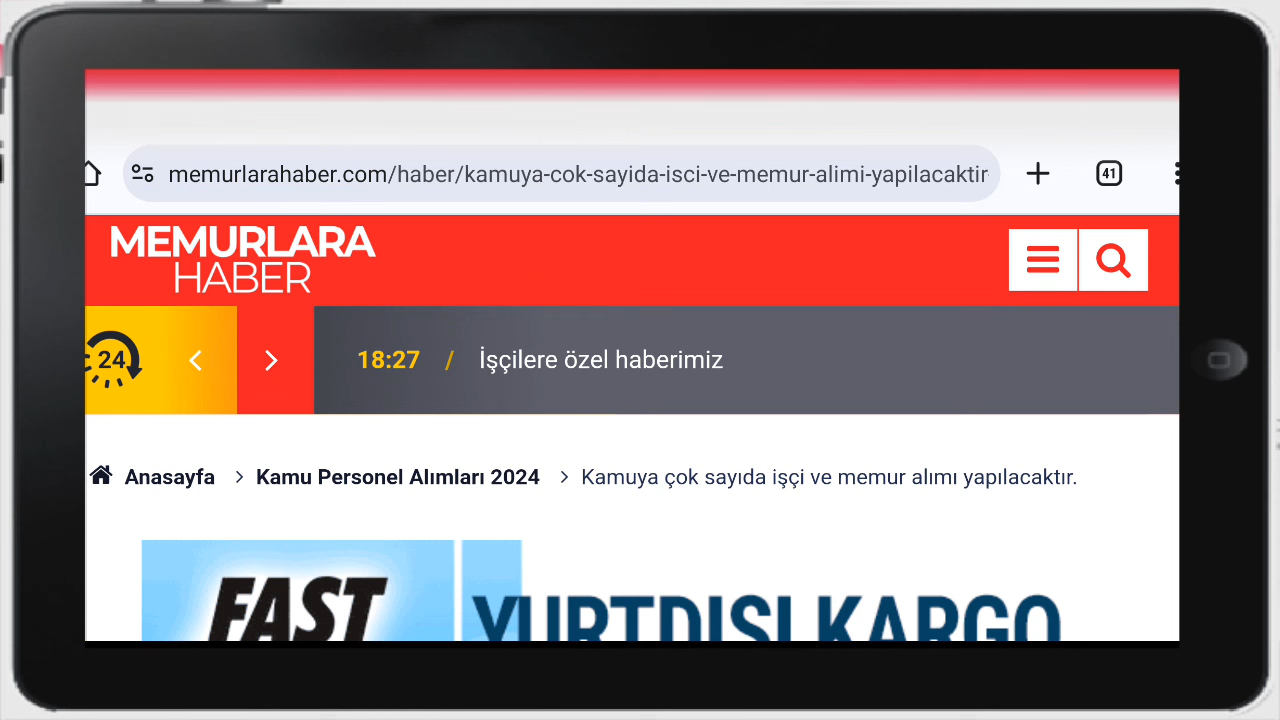 memurlarahaber.com/haber/kamuya-cok-sayida-isci-ve-memur-alimi-yapilacaktir
41
MEMURLARA
HABER
24
18:27 / İşçilere özel haberimiz
Anasayfa > Kamu Personel Alımları 2024 > Kamuya çok sayıda işçi ve memur alımı yapılacaktır.
FAST YURTDIŞI KARGO